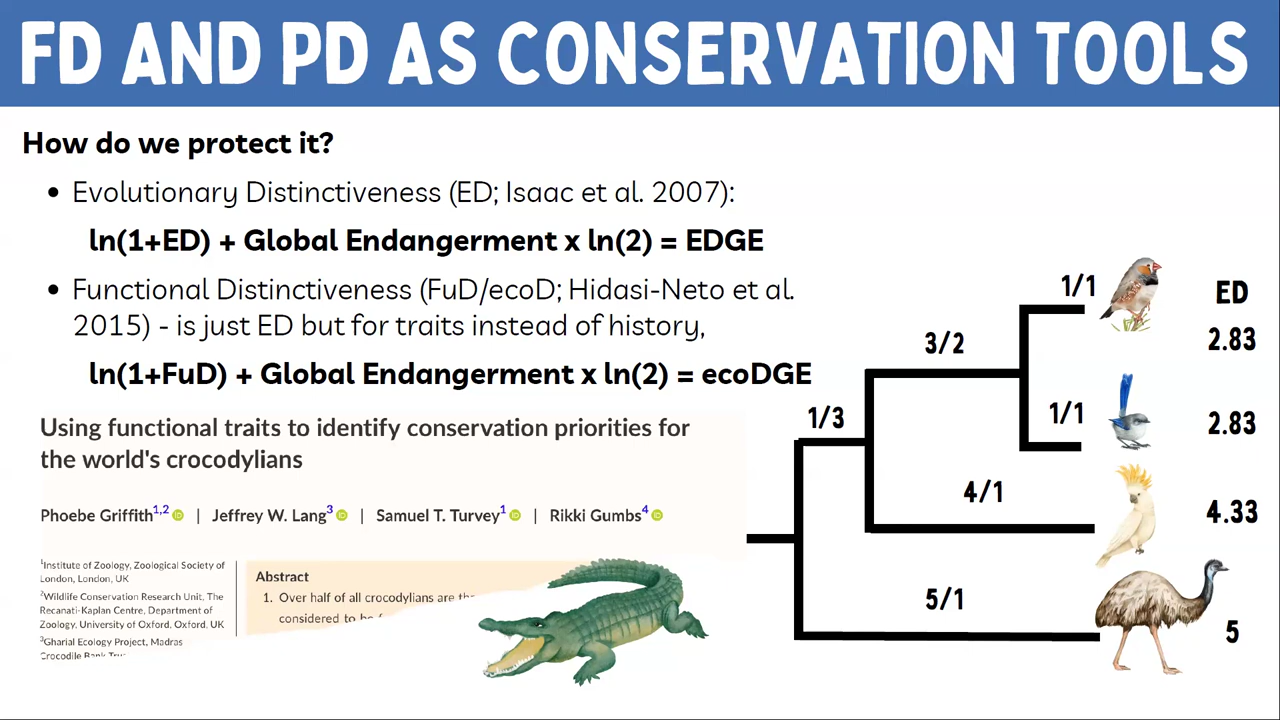 FD AND PD AS CONSERVATION TOOLS
How do we protect it?
• Evolutionary Distinctiveness (ED; Isaac et al. 2007):
ln(1+ED) + Global Endangerment x ln(2) = EDGE
• Functional Distinctiveness (FuD/ecoD; Hidasi-Neto et al.
2015) - is just ED but for traits instead of history,
ln(1+FuD) + Global Endangerment x ln(2) = ecoDGE
Using functional traits to identify conservation priorities for
the world's crocodylians
Phoebe Griffith1,2 | Jeffrey W. Lang3 | Samuel T. Turvey1 | Rikki Gumbs4
1Institute of Zoology, Zoological Society of
London, London, UK
2Wildlife Conservation Research Unit, The
Recanati-Kaplan Centre, Department of
Zoology, University of Oxford, Oxford, UK
3Gharial Ecology Project, Madras
Crocodile Bank
Abstract
1. Over half of all crocodylians are
considered to be
1/1
ED
2.83
3/2
1/1
2.83
1/3
4/1
4.33
5/1
5